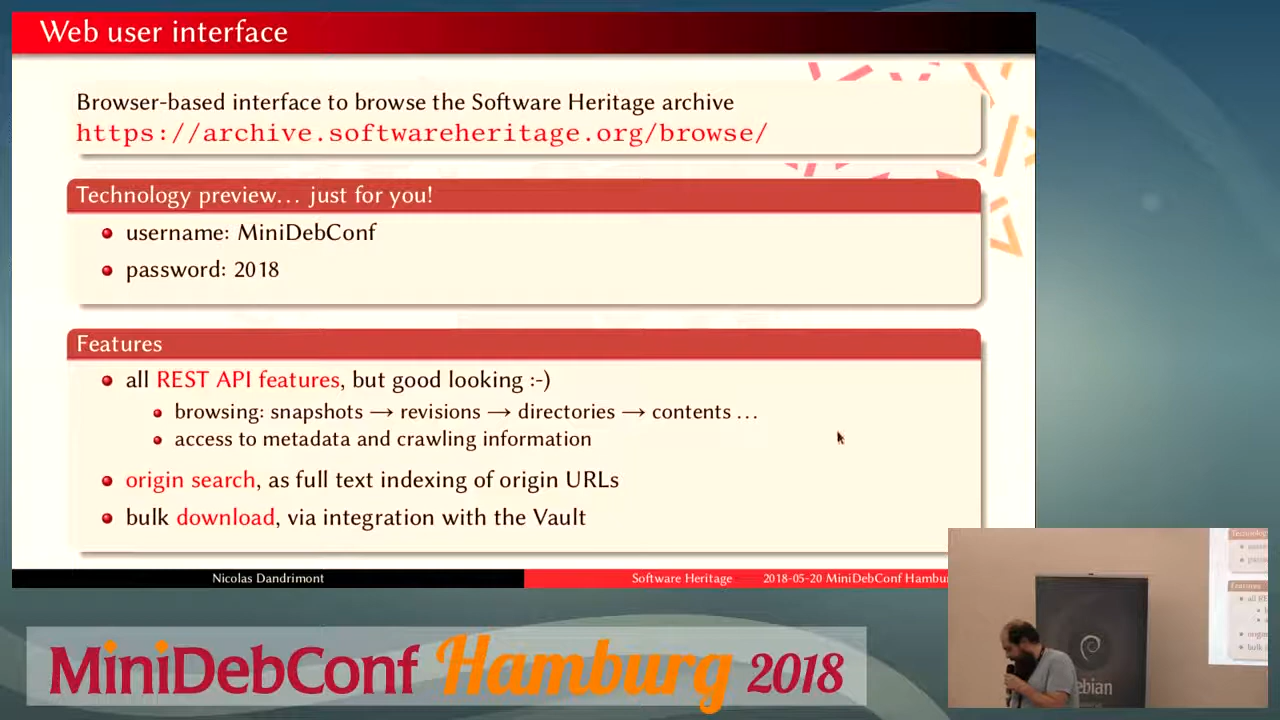 Web user interface
Browser-based interface to browse the Software Heritage archive
https://archive.softwareheritage.org/browse/
Technology preview… just for you!
username: MiniDebConf
password: 2018
Features
all REST API features, but good looking :-)
browsing: snapshots → revisions → directories → contents …
access to metadata and crawling information
origin search, as full text indexing of origin URLs
bulk download, via integration with the Vault
Nicolas Dandrimont
Software Heritage
2018-05-20 MiniDebConf Hambu
MiniDebConf Hamburg 2018
ebian